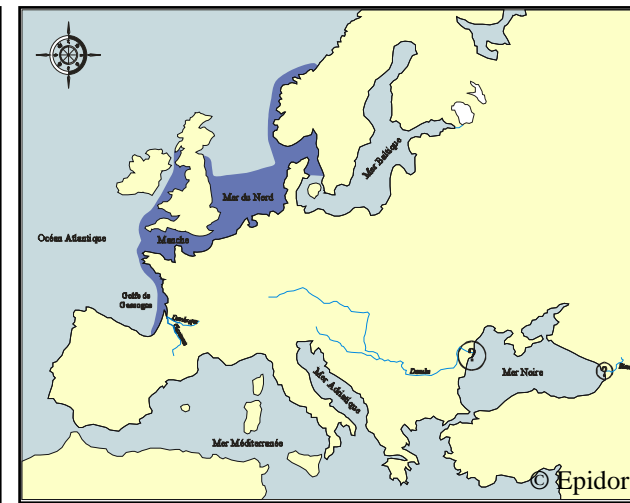 Mer Baltique
Mer du Nord
Océan Atlantique
Manche
Golfe de
Gascogne
Dordogne
?
?
Danube
Mer Noire
Mer Adriatique
Mer Méditerranée
© Epidor